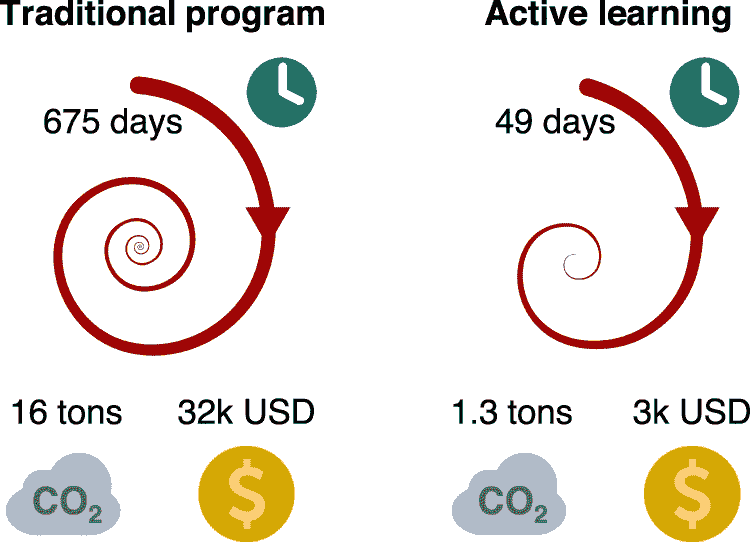 Traditional program
675 days
16 tons 32k USD
CO2 $
Active learning
49 days
1.3 tons 3k USD
CO2 $